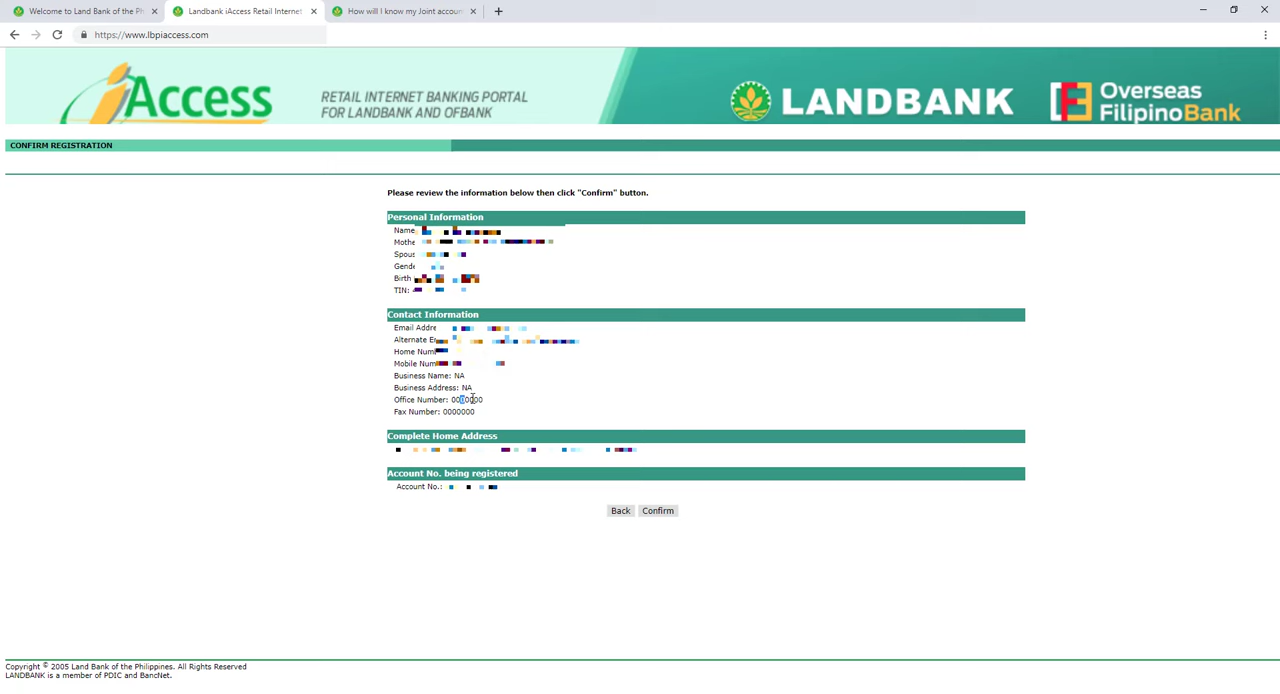 Welcome to Land Bank of the Ph
Landbank iAccess Retail Internet
How will I know my Joint accoun
https://www.lbpiaccess.com
iAccess
RETAIL INTERNET BANKING PORTAL
FOR LANDBANK AND OFBANK
LANDBANK
Overseas
FilipinoBank
CONFIRM REGISTRATION
Please review the information below then click "Confirm" button.
Personal Information
Name
Mothe
Spous
Gende
Birth
TIN:
Contact Information
Email Addre
Alternate E
Home Num
Mobile Num
Business Name: NA
Business Address: NA
Office Number: 0000000
Fax Number: 0000000
Complete Home Address
Account No. being registered
Account No.:
Back Confirm
Copyright © 2005 Land Bank of the Philippines. All Rights Reserved
LANDBANK is a member of PDIC and BancNet.